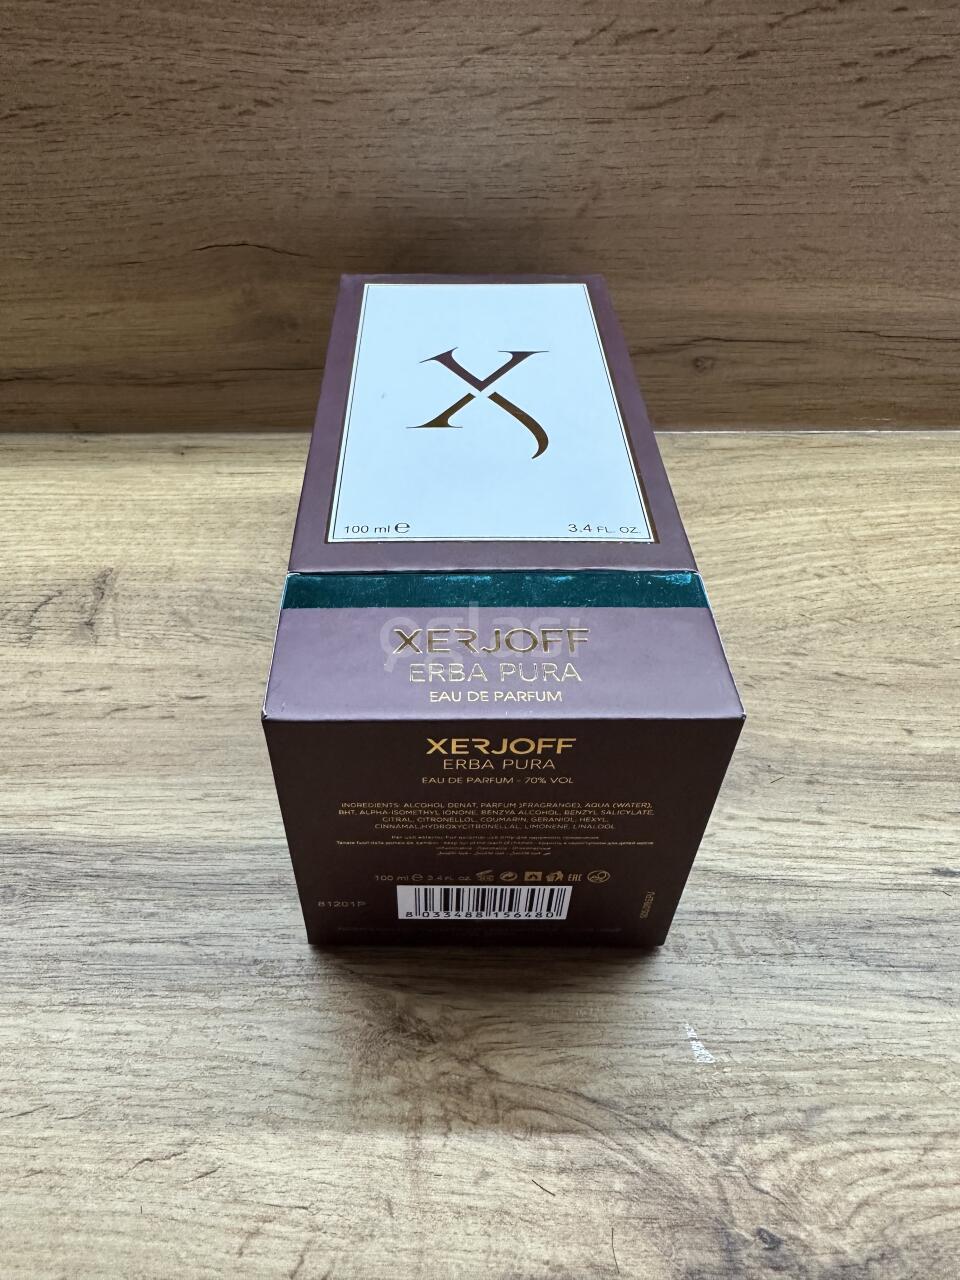 X
100 ml ℮ 3.4 FL. OZ.
XERJOFF
ERBA PURA
EAU DE PARFUM
XERJOFF
ERBA PURA
EAU DE PARFUM - 70% VOL
INGREDIENTS: ALCOHOL DENAT, PARFUM )FRAGRANCE), AQUA (WATER),
BHT, ALPHA-ISOMETHYL IONONE, BENZYA ALCOHOL, BENZYL SALICYLATE,
CITRAL, CITRONELLOL, COUMARIN, GERANIOL, HEXYL,
CINNAMAL,HYDROXYCITRONELLAL, LIMONENE, LINALOOL
100 ml ℮ 3.4 FL. OZ. EAC
81201P
8 033488 156480